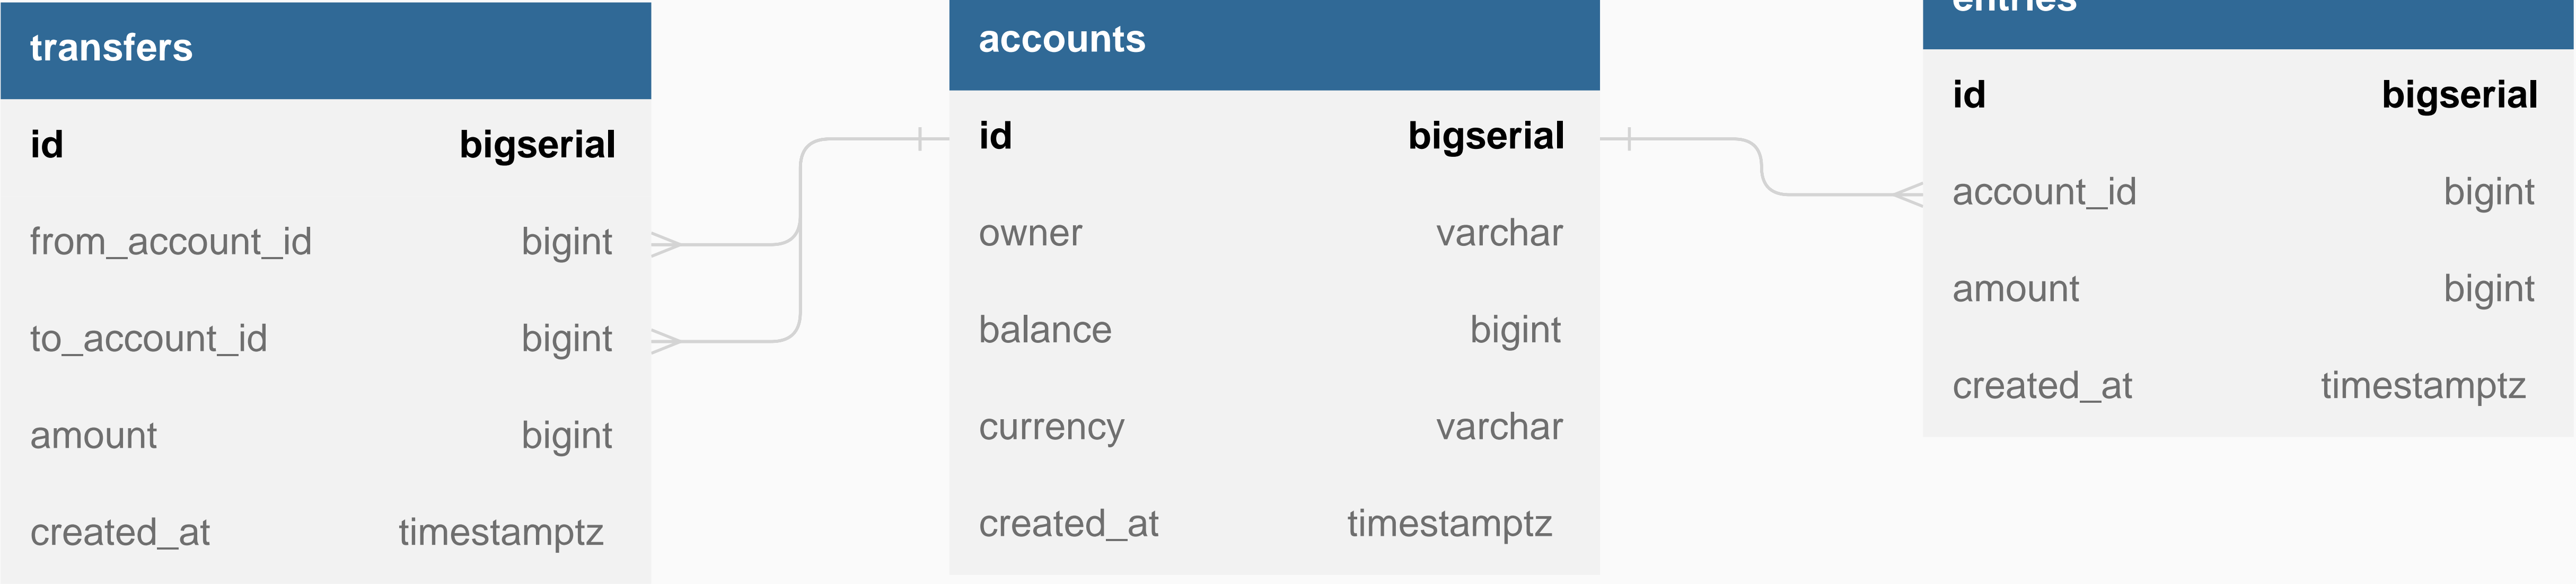 transfers
id bigserial
from_account_id bigint
to_account_id bigint
amount bigint
created_at timestamptz
accounts
id bigserial
owner varchar
balance bigint
currency varchar
created_at timestamptz
entries
id bigserial
account_id bigint
amount bigint
created_at timestamptz